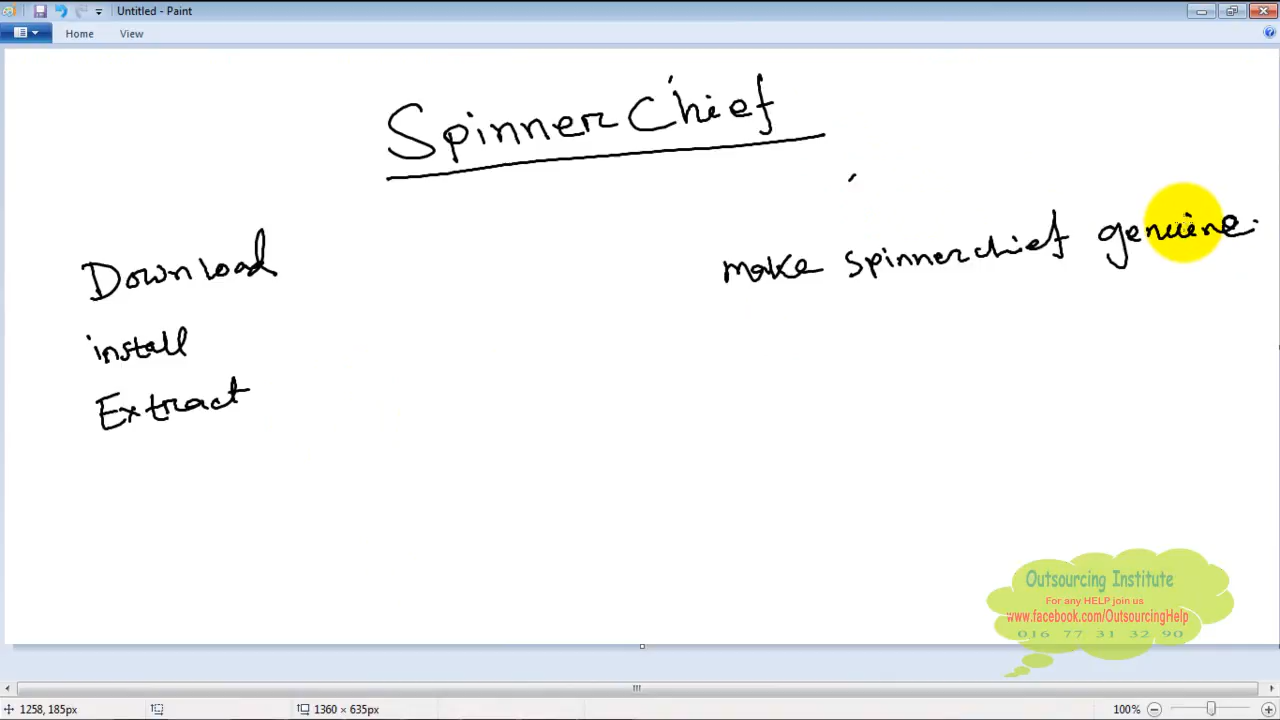 Untitled - Paint
Home View
SpinnerChief
make spinnerchief genuine.
Download
install
Extract
Outsourcing Institute
For any HELP join us
www.facebook.com/OutsourcingHelp
016 77 31 32 90
1258, 185px 1360 × 635px 100%